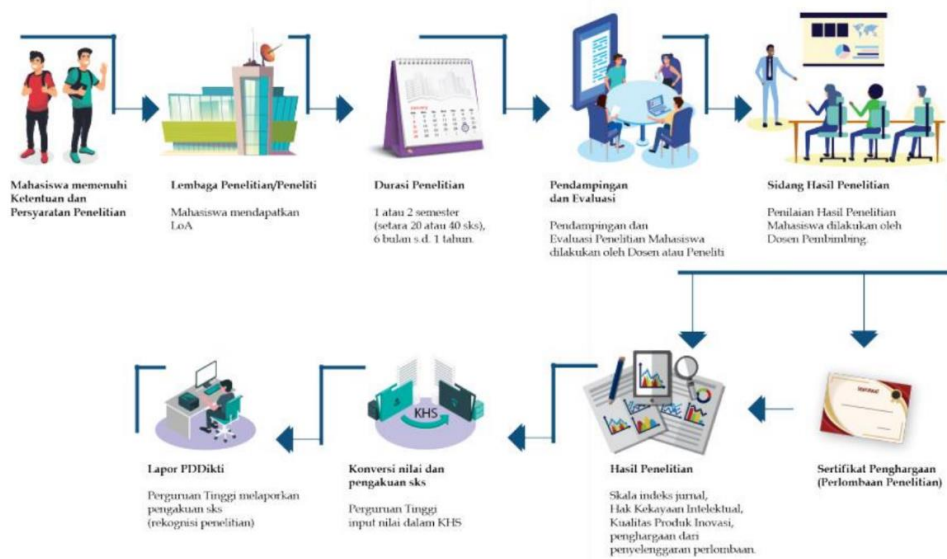 Mahasiswa memenuhi
Ketentuan dan
Persyaratan Penelitian
Lembaga Penelitian/Peneliti
Mahasiswa mendapatkan
LoA
Durasi Penelitian
1 atau 2 semester
(setara 20 atau 40 sks),
6 bulan s.d. 1 tahun.
Pendampingan
dan Evaluasi
Pendampingan dan
Evaluasi Penelitian Mahasiswa
dilakukan oleh Dosen atau Peneliti
Sidang Hasil Penelitian
Penilaian Hasil Penelitian
Mahasiswa dilakukan oleh
Dosen Pembimbing.
Lapor PDDikti
Perguruan Tinggi melaporkan
pengakuan sks
(rekognisi penelitian)
KHS
Konversi nilai dan
pengakuan sks
Perguruan Tinggi
input nilai dalam KHS
Hasil Penelitian
Skala indeks jurnal,
Hak Kekayaan Intelektual,
Kualitas Produk Inovasi,
penghargaan dari
penyelenggaran perlombaan.
Sertifikat Penghargaan
(Perlombaan Penelitian)